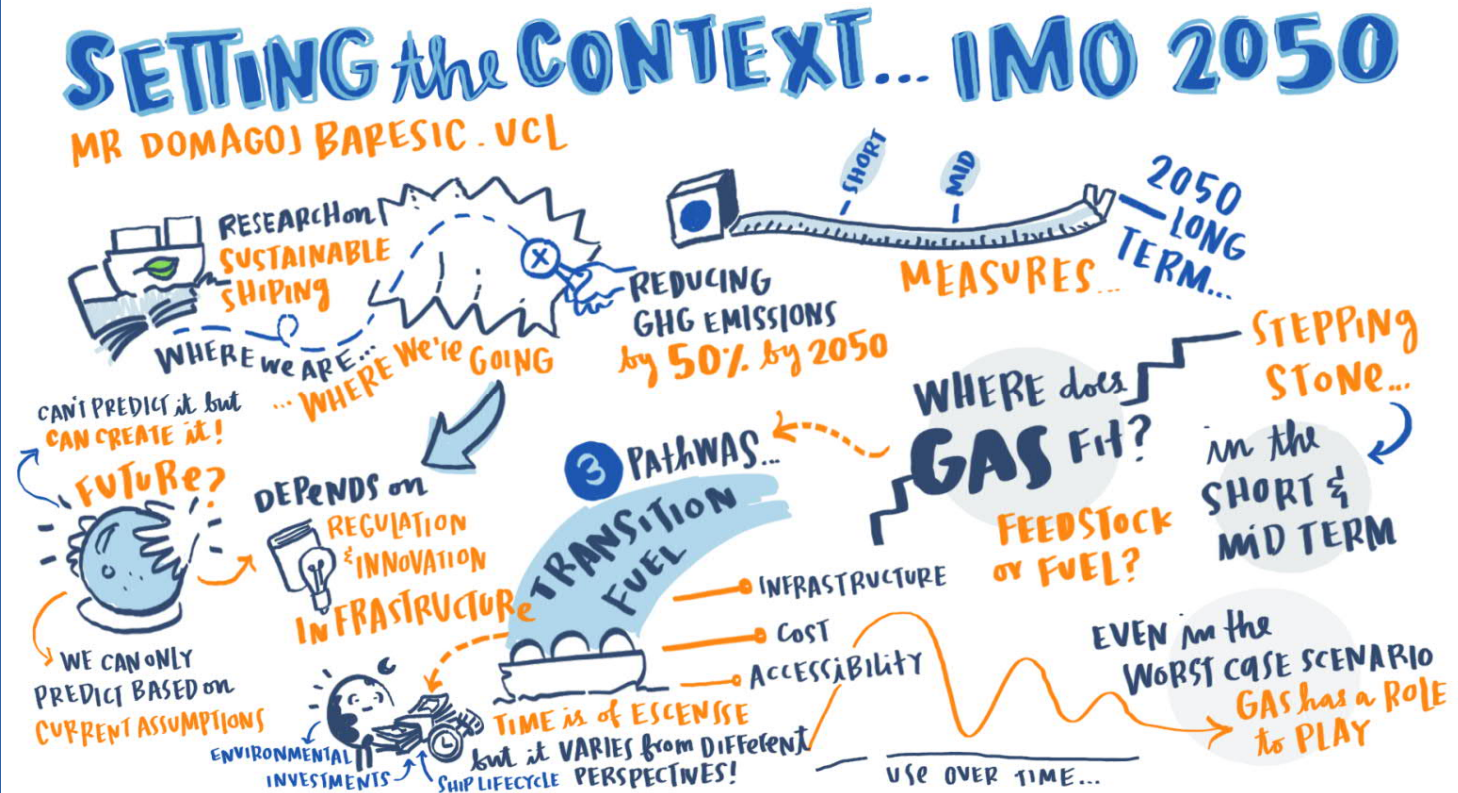 SETTING the CONTEXT... IMO 2050
MR DOMAGOJ BARESIC. UCL
RESEARCH on
SUSTAINABLE
SHIPING
WHERE we ARE...
... WHERE We're GOING
X
REDUCING
GHG EMISSIONS
by 50% by 2050
SHORT
MID
2050
LONG
TERM...
MEASURES...
STEPPING
STONE...
in the
SHORT &
MID TERM
WHERE does
GAS Fit?
FEEDSTOCK
or FUEL?
3 PATHWAS...
TRANSITION
FUEL
INFRASTRUCTURE
COST
ACCESSIBILITY
CAN'T PREDICT it but
CAN CREATE it!
FUTURE?
DEPENDS on
REGULATION
& INNOVATION
INFRASTRUCTURE
WE CAN ONLY
PREDICT BASED on
CURRENT ASSUMPTIONS
ENVIRONMENTAL
INVESTMENTS
SHIP LIFECYCLE
TIME is of ESCENSSE
but it VARIES from DIFFERENT
PERSPECTIVES!
USE OVER TIME...
EVEN in the
WORST CASE SCENARIO
GAS has a ROLE
to PLAY